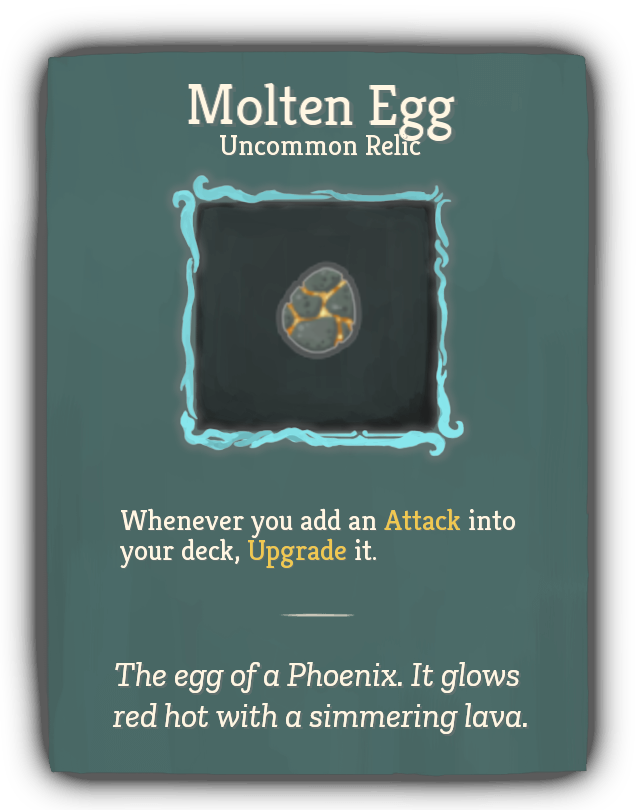 Molten Egg
Uncommon Relic
Whenever you add an Attack into
your deck, Upgrade it.
The egg of a Phoenix. It glows
red hot with a simmering lava.